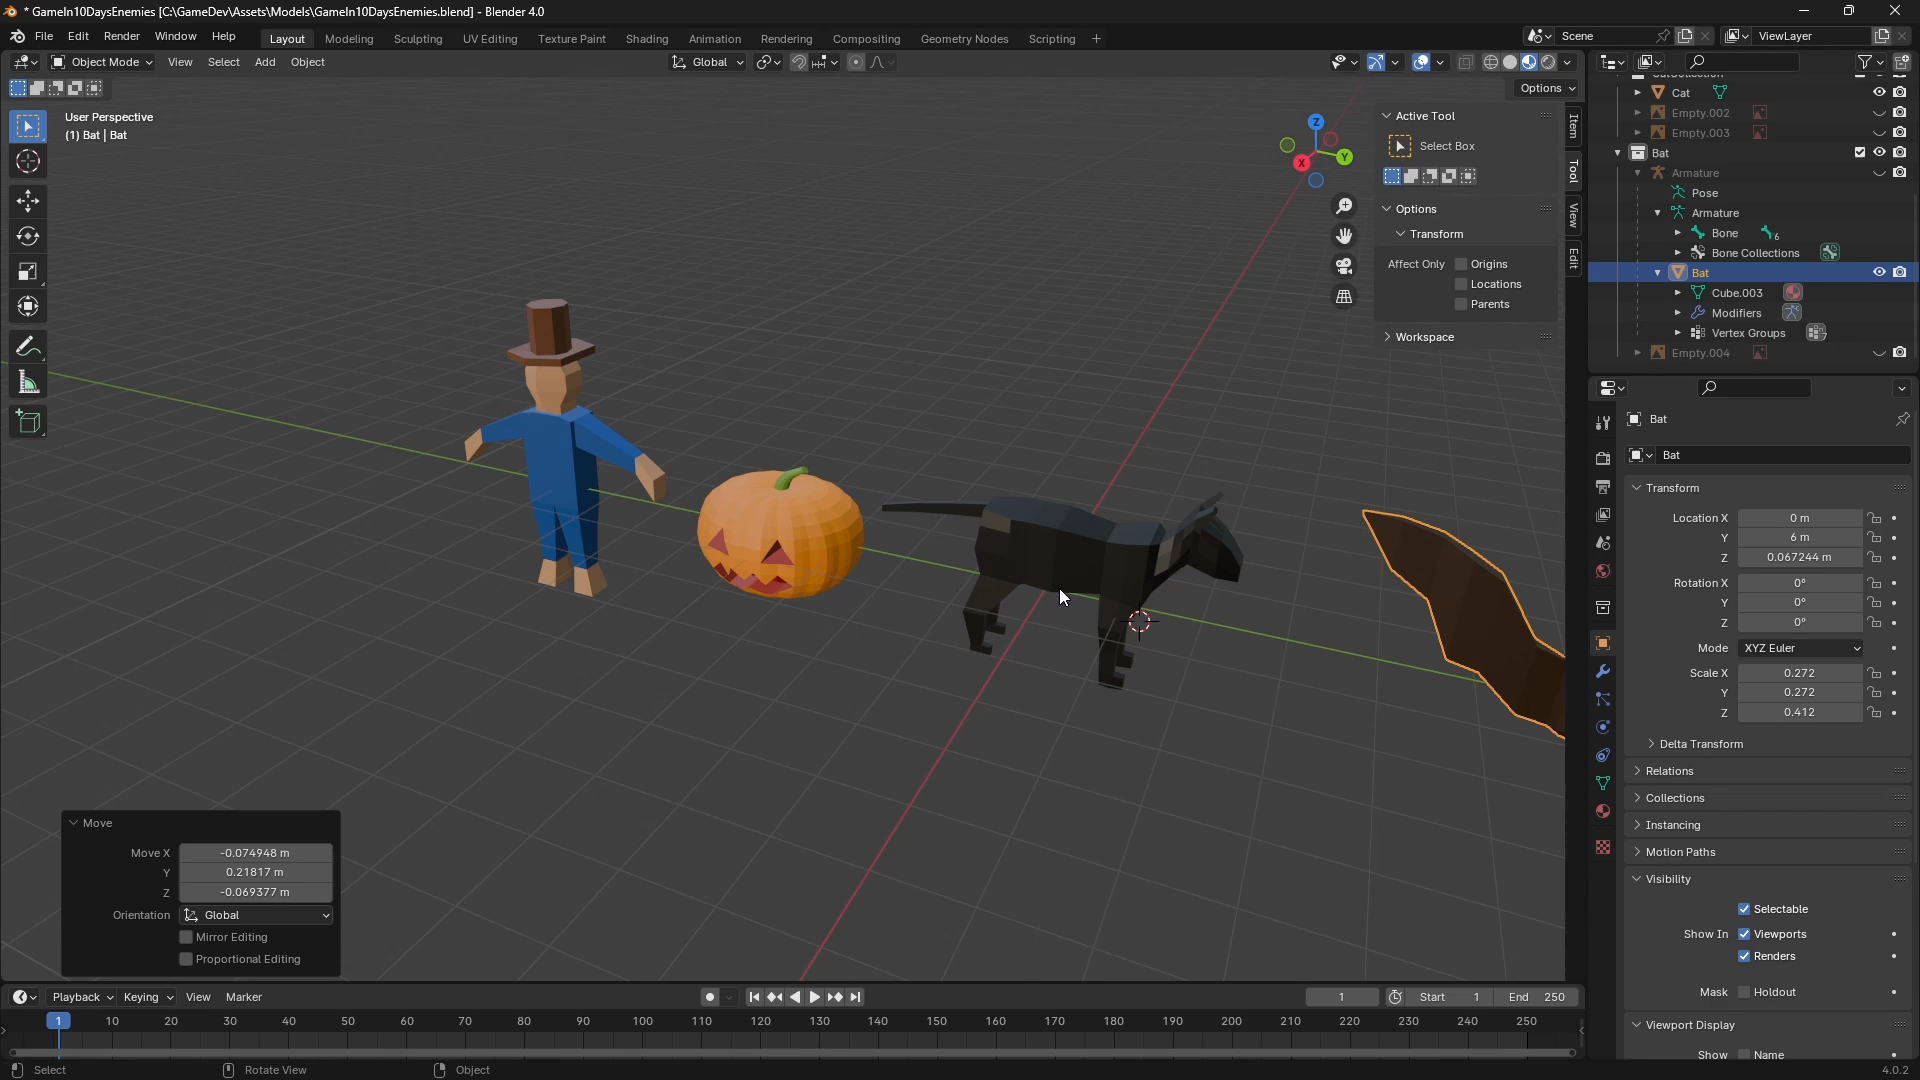 * GameIn10DaysEnemies [C:\GameDev\Assets\Models\GameIn10DaysEnemies.blend] - Blender 4.0
File Edit Render Window Help
Layout Modeling Sculpting UV Editing Texture Paint Shading Animation Rendering Compositing Geometry Nodes Scripting +
Scene
ViewLayer
Object Mode View Select Add Object
Global
Options
User Perspective
(1) Bat | Bat
Z
Y
X
Active Tool
Select Box
Options
Transform
Affect Only Origins
Locations
Parents
Workspace
Item
Tool
View
Edit
Cat
Empty.002
Empty.003
Bat
Armature
Pose
Armature
Bone 6
Bone Collections
Bat
Cube.003
Modifiers
Vertex Groups 7
Empty.004
Bat
Bat
Transform
Location X 0 m
Y 6 m
Z 0.067244 m
Rotation X 0°
Y 0°
Z 0°
Mode XYZ Euler
Scale X 0.272
Y 0.272
Z 0.412
Delta Transform
Relations
Collections
Instancing
Motion Paths
Visibility
Selectable
Show In Viewports
Renders
Mask Holdout
Viewport Display
Show Name
Move
Move X -0.074948 m
Y 0.21817 m
Z -0.069377 m
Orientation Global
Mirror Editing
Proportional Editing
Playback Keying View Marker
1 Start 1 End 250
1 10 20 30 40 50 60 70 80 90 100 110 120 130 140 150 160 170 180 190 200 210 220 230 240 250
Select Rotate View Object
4.0.2